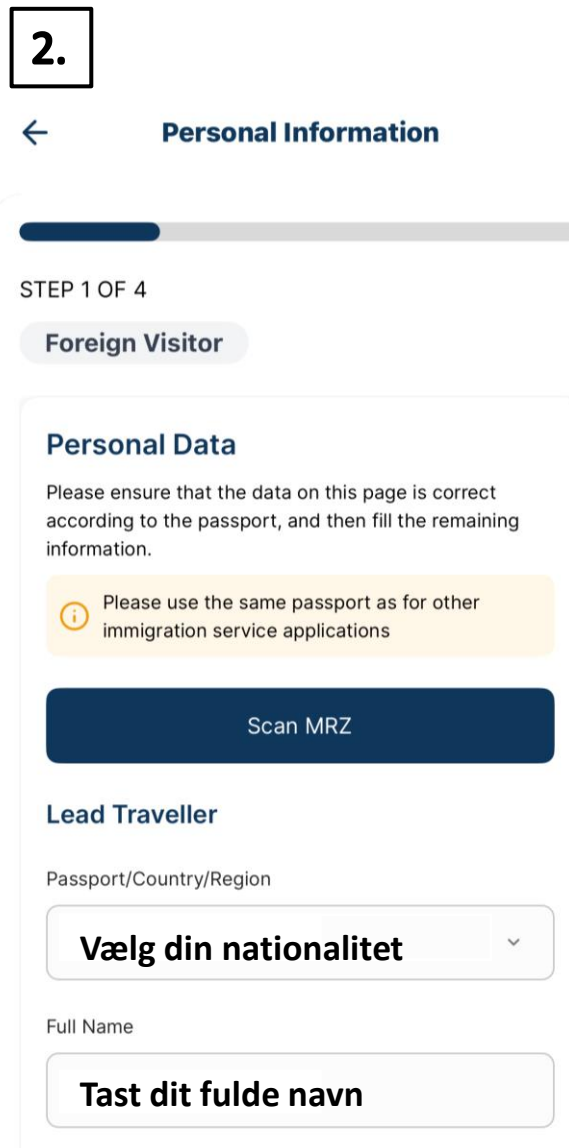 2.
Personal Information
STEP 1 OF 4
Foreign Visitor
Personal Data
Please ensure that the data on this page is correct
according to the passport, and then fill the remaining
information.
Please use the same passport as for other
immigration service applications
Scan MRZ
Lead Traveller
Passport/Country/Region
Vælg din nationalitet
Full Name
Tast dit fulde navn